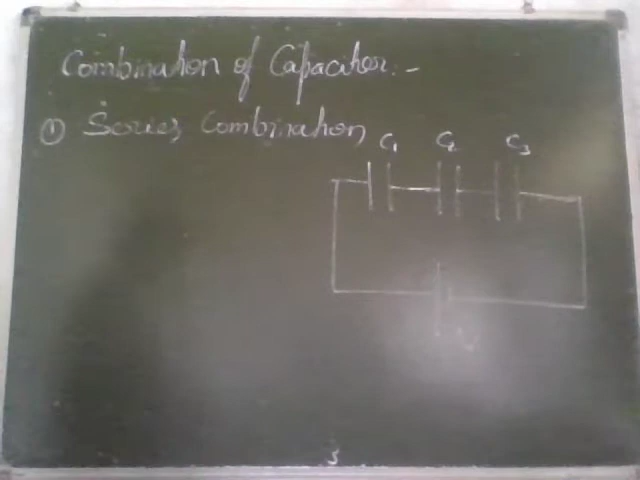 Combination of Capacitor:-
① Series Combination
C₁ C₂ C₃
V